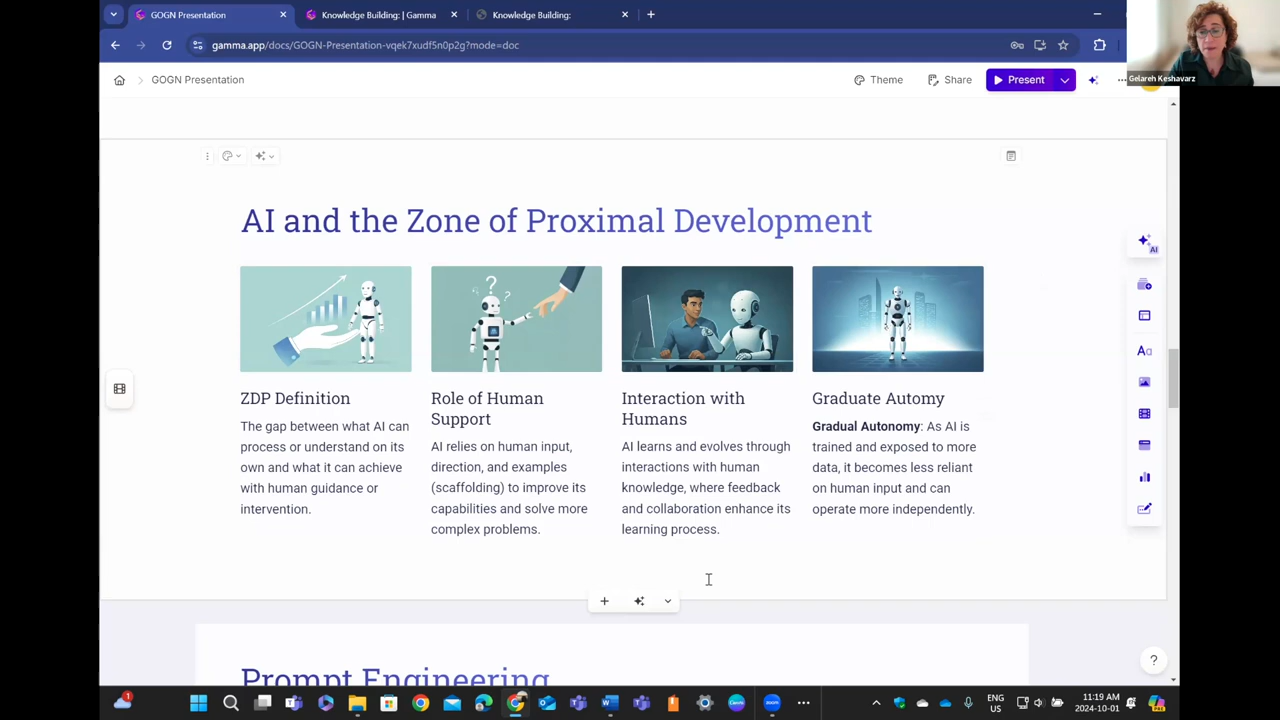 GOGN Presentation
Knowledge Building: | Gamma
Knowledge Building:
gamma.app/docs/GOGN-Presentation-vqek7xudf5n0p2g?mode=doc
Gelareh Keshavarz
GOGN Presentation
Theme
Share
Present
AI and the Zone of Proximal Development
AI
Aa
ZDP Definition
The gap between what AI can
process or understand on its
own and what it can achieve
with human guidance or
intervention.
Role of Human
Support
AI relies on human input,
direction, and examples
(scaffolding) to improve its
capabilities and solve more
complex problems.
Interaction with
Humans
AI learns and evolves through
interactions with human
knowledge, where feedback
and collaboration enhance its
learning process.
Graduate Automy
Gradual Autonomy: As AI is
trained and exposed to more
data, it becomes less reliant
on human input and can
operate more independently.
Prompt Engineering
?
1
ENG
US
11:19 AM
2024-10-01